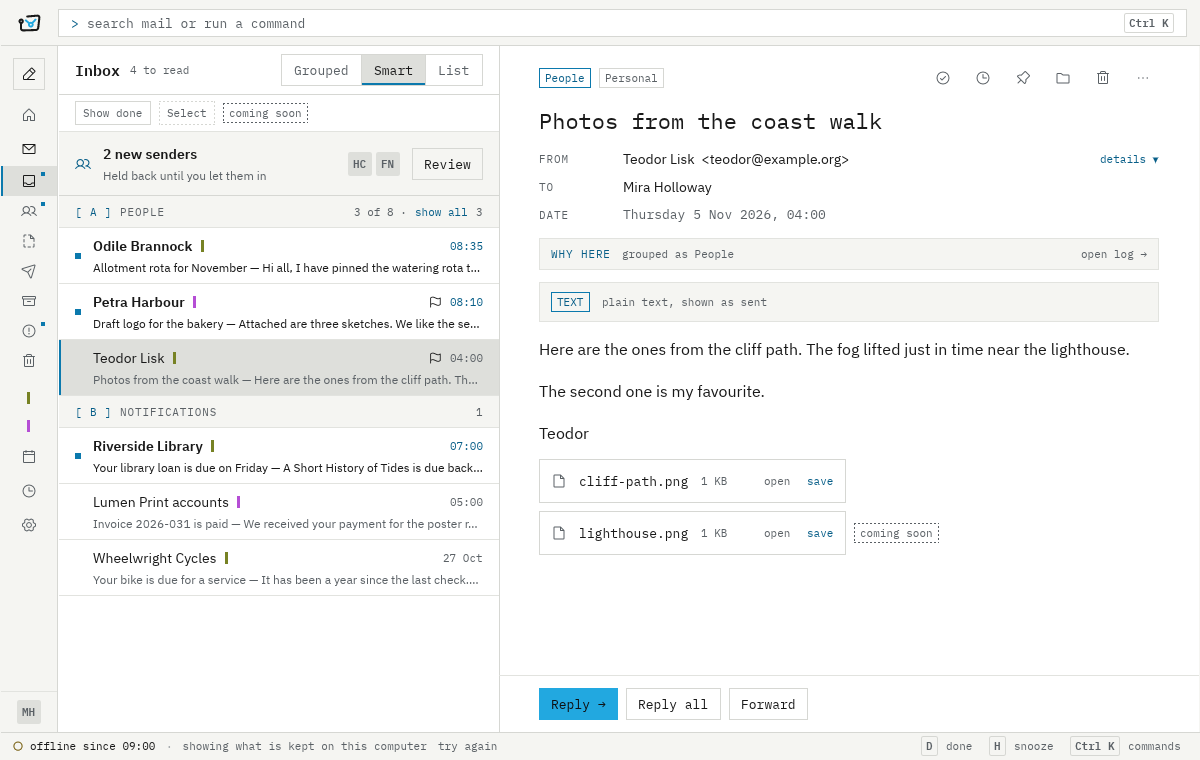 > search mail or run a command Ctrl K
Inbox 4 to read Grouped Smart List
Show done Select coming soon
2 new senders
Held back until you let them in
HC FN Review
[ A ] PEOPLE 3 of 8 · show all 3
Odile Brannock 08:35
Allotment rota for November — Hi all, I have pinned the watering rota t…
Petra Harbour 08:10
Draft logo for the bakery — Attached are three sketches. We like the se…
Teodor Lisk 04:00
Photos from the coast walk — Here are the ones from the cliff path. Th…
[ B ] NOTIFICATIONS 1
Riverside Library 07:00
Your library loan is due on Friday — A Short History of Tides is due back…
Lumen Print accounts 05:00
Invoice 2026-031 is paid — We received your payment for the poster r…
Wheelwright Cycles 27 Oct
Your bike is due for a service — It has been a year since the last check.…
MH
People Personal ···
Photos from the coast walk
FROM Teodor Lisk <teodor@example.org> details ▾
TO Mira Holloway
DATE Thursday 5 Nov 2026, 04:00
WHY HERE grouped as People open log →
TEXT plain text, shown as sent
Here are the ones from the cliff path. The fog lifted just in time near the lighthouse.
The second one is my favourite.
Teodor
cliff-path.png 1 KB open save
lighthouse.png 1 KB open save coming soon
Reply → Reply all Forward
offline since 09:00 · showing what is kept on this computer try again D done H snooze Ctrl K commands